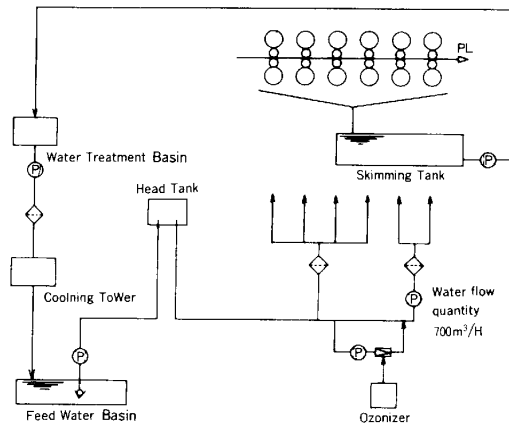 PL
P
Water Treatment Basin
P
Skimming Tank
Head Tank
Coolning ToWer
P
Water flow
quantity
700m³/H
P
P
Feed Water Basin
Ozonizer